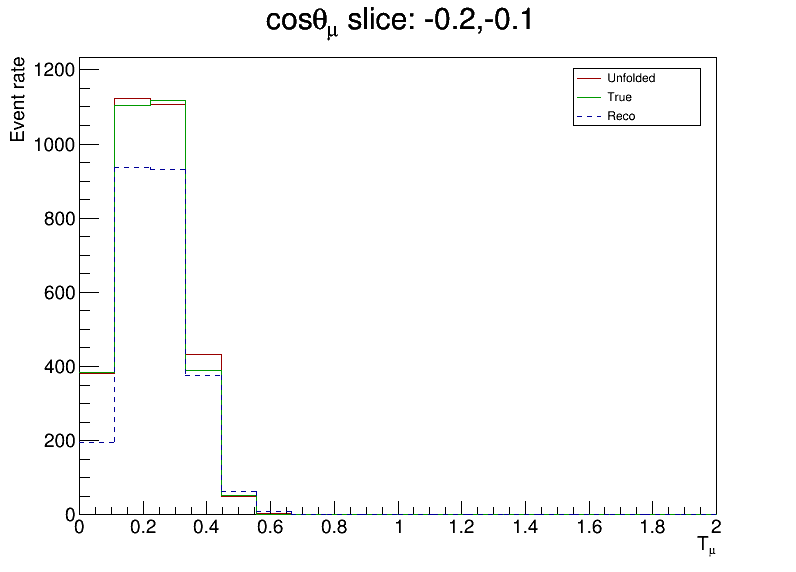 cosθμ slice: -0.2,-0.1
Event rate
1200
1000
800
600
400
200
0
Unfolded
True
Reco
0 0.2 0.4 0.6 0.8 1 1.2 1.4 1.6 1.8 2
Tμ